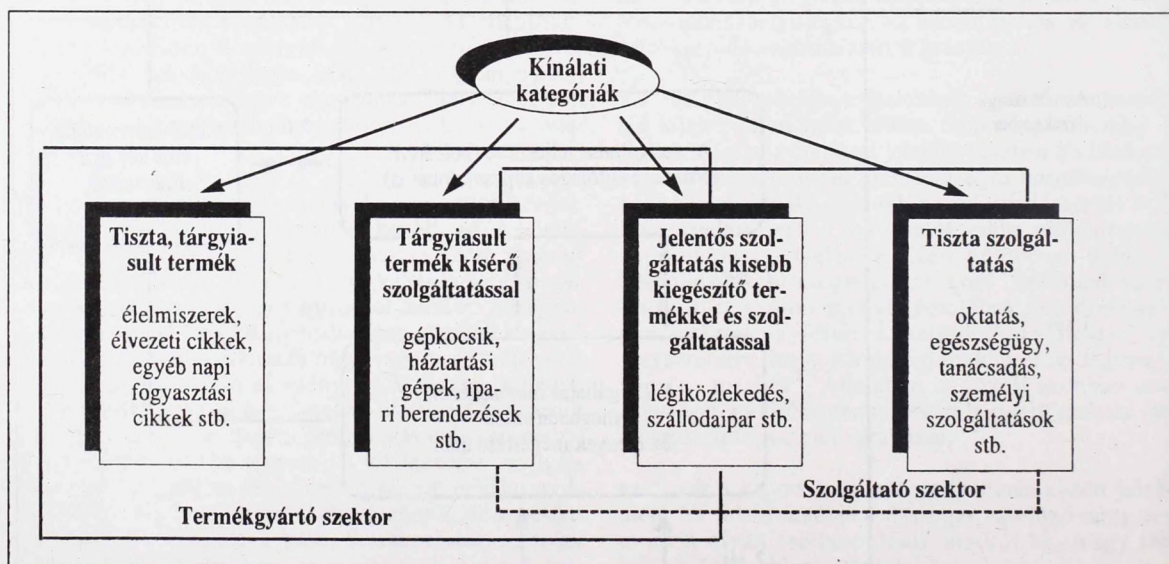 Kínálati
kategóriák
Tiszta, tárgyia-
sult termék
élelmiszerek,
élvezeti cikkek,
egyéb napi
fogyasztási
cikkek stb.
Tárgyiasult
termék kísérő
szolgáltatással
gépkocsik,
háztartási
gépek, ipa-
ri berendezések
stb.
Jelentős szol-
gáltatás kisebb
kiegészítő ter-
mékkel és szol-
gáltatással
légiközlekedés,
szállodaipar stb.
Tiszta szolgál-
tatás
oktatás,
egészségügy,
tanácsadás,
személyi
szolgáltatások
stb.
Termékgyártó szektor
Szolgáltató szektor